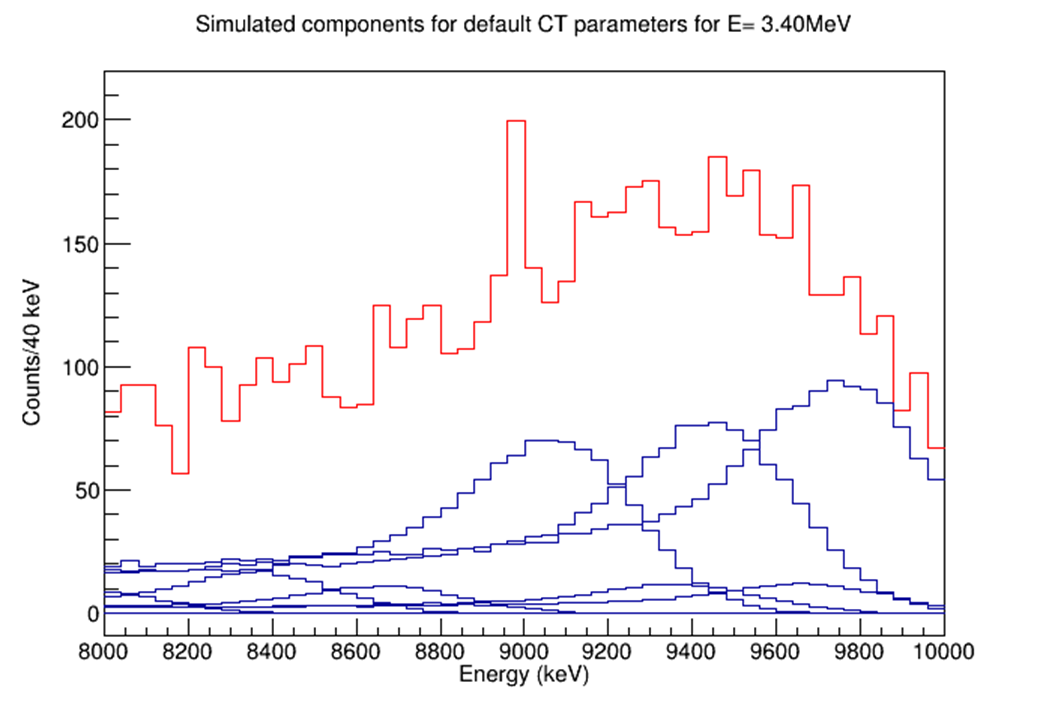 Simulated components for default CT parameters for E= 3.40MeV
200
150
100
50
0
Counts/40 keV
8000 8200 8400 8600 8800 9000 9200 9400 9600 9800 10000
Energy (keV)